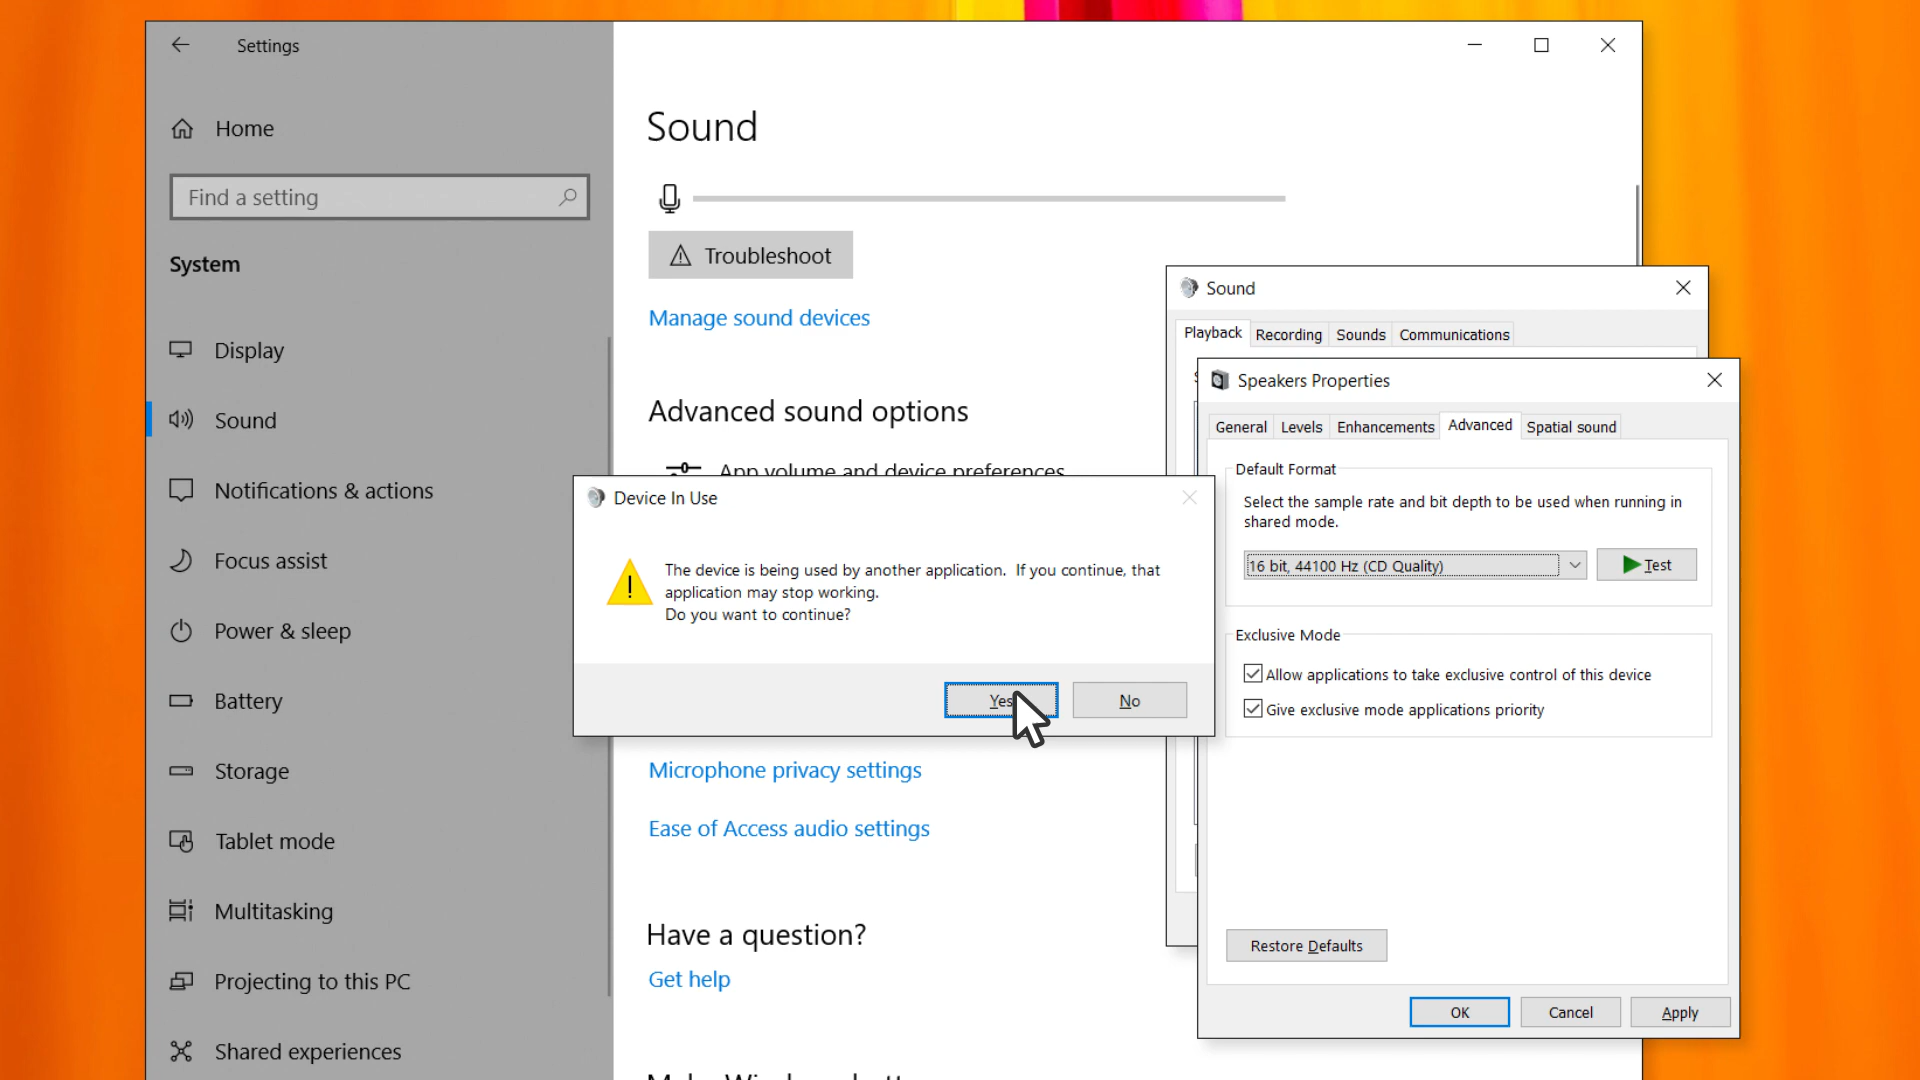 Settings
Home
Find a setting
System
Display
Sound
Notifications & actions
Focus assist
Power & sleep
Battery
Storage
Tablet mode
Multitasking
Projecting to this PC
Shared experiences
Sound
Troubleshoot
Manage sound devices
Advanced sound options
App volume and device preferences
Microphone privacy settings
Ease of Access audio settings
Have a question?
Get help
Device In Use
The device is being used by another application. If you continue, that
application may stop working.
Do you want to continue?
Yes
No
Sound
Playback Recording Sounds Communications
Speakers Properties
General Levels Enhancements Advanced Spatial sound
Default Format
Select the sample rate and bit depth to be used when running in
shared mode.
16 bit, 44100 Hz (CD Quality)
Test
Exclusive Mode
Allow applications to take exclusive control of this device
Give exclusive mode applications priority
Restore Defaults
OK Cancel Apply